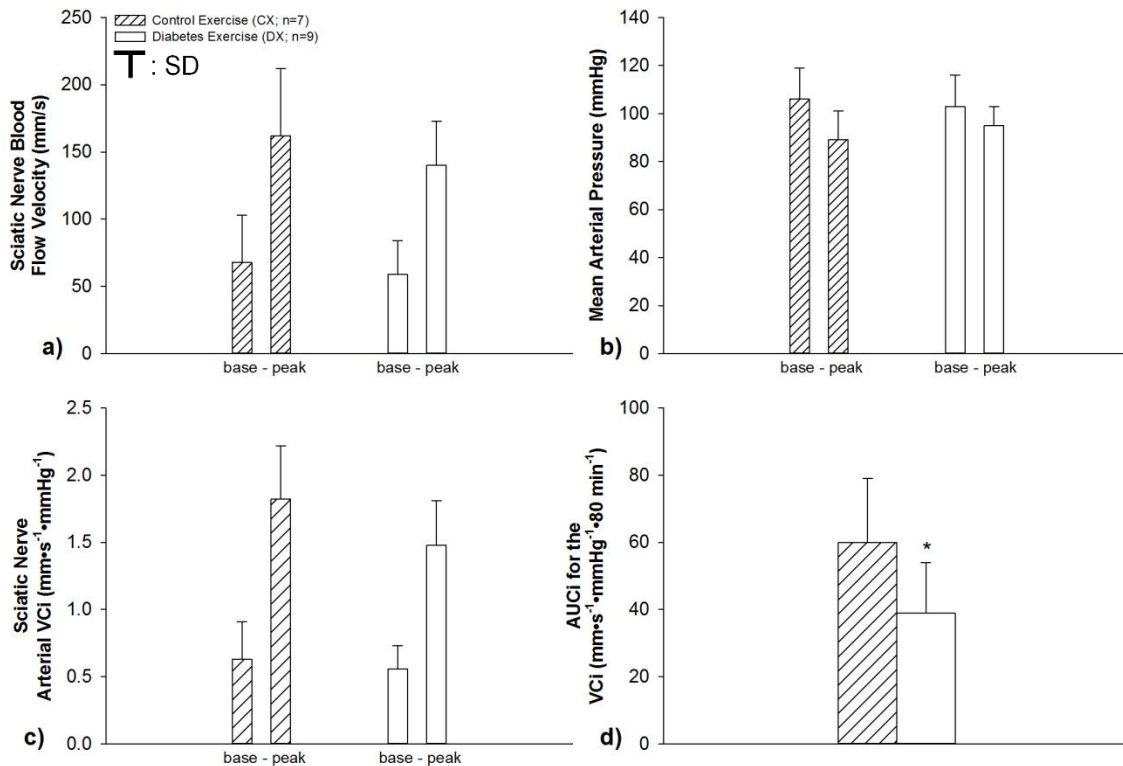 Control Exercise (CX; n=7)
Diabetes Exercise (DX; n=9)
: SD
Sciatic Nerve Blood
Flow Velocity (mm/s)
250
200
150
100
50
0
a)
base - peak
base - peak
Mean Arterial Pressure (mmHg)
140
120
100
80
60
40
20
0
b)
base - peak
base - peak
Sciatic Nerve
Arterial VCi (mm•s⁻¹•mmHg⁻¹)
2.5
2.0
1.5
1.0
0.5
0.0
c)
base - peak
base - peak
AUCi for the
VCi (mm•s⁻¹•mmHg⁻¹•80 min⁻¹)
100
80
60
40
20
0
*
d)